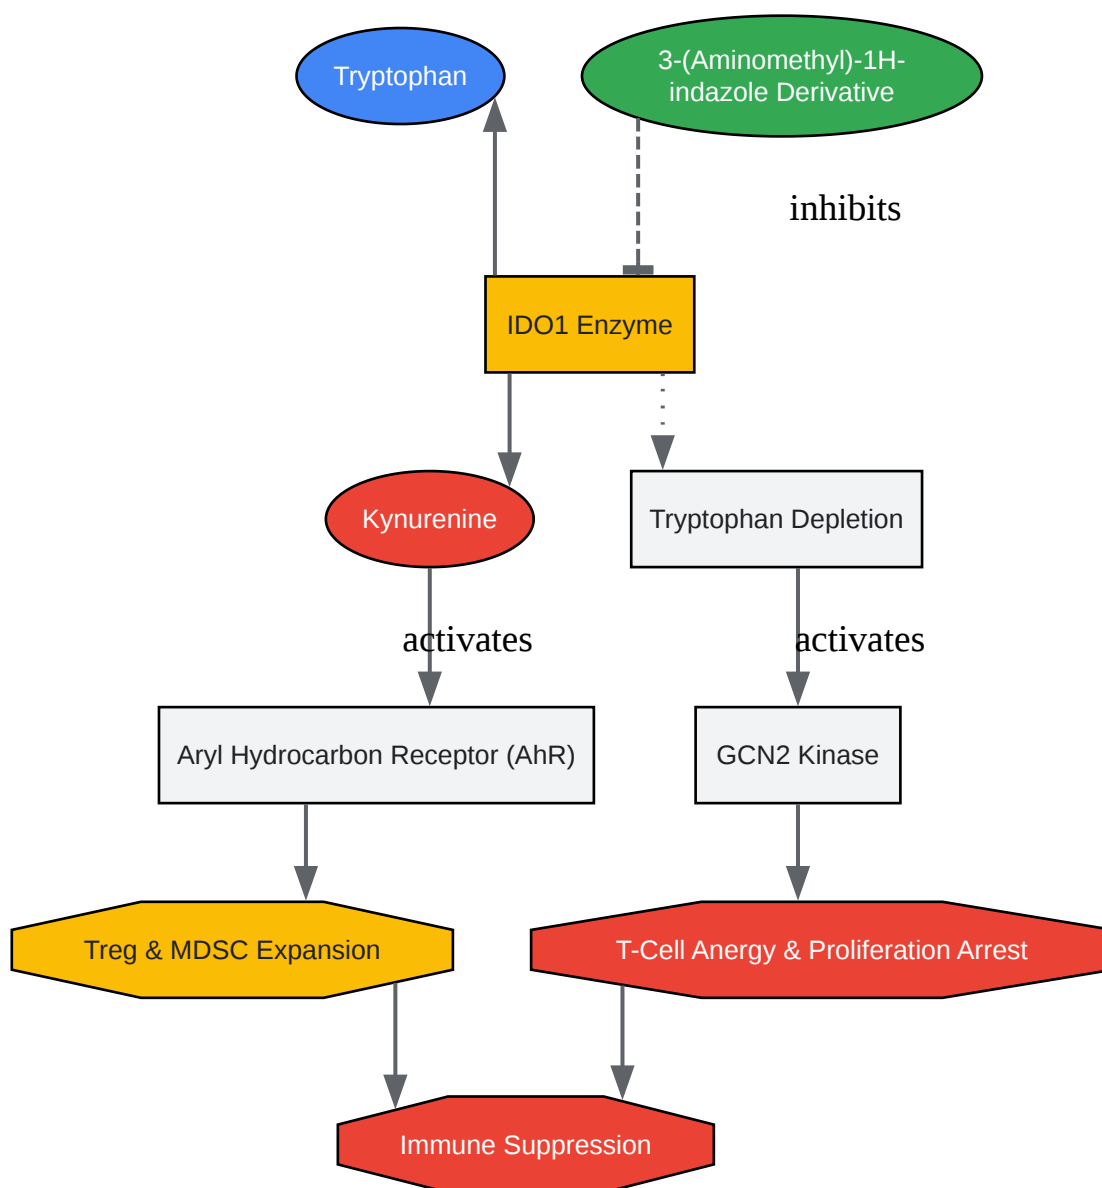 Tryptophan
3-(Aminomethyl)-1H-
indazole Derivative
inhibits
IDO1 Enzyme
Kynurenine
Tryptophan Depletion
activates
activates
Aryl Hydrocarbon Receptor (AhR)
GCN2 Kinase
Treg & MDSC Expansion
T-Cell Anergy & Proliferation Arrest
Immune Suppression